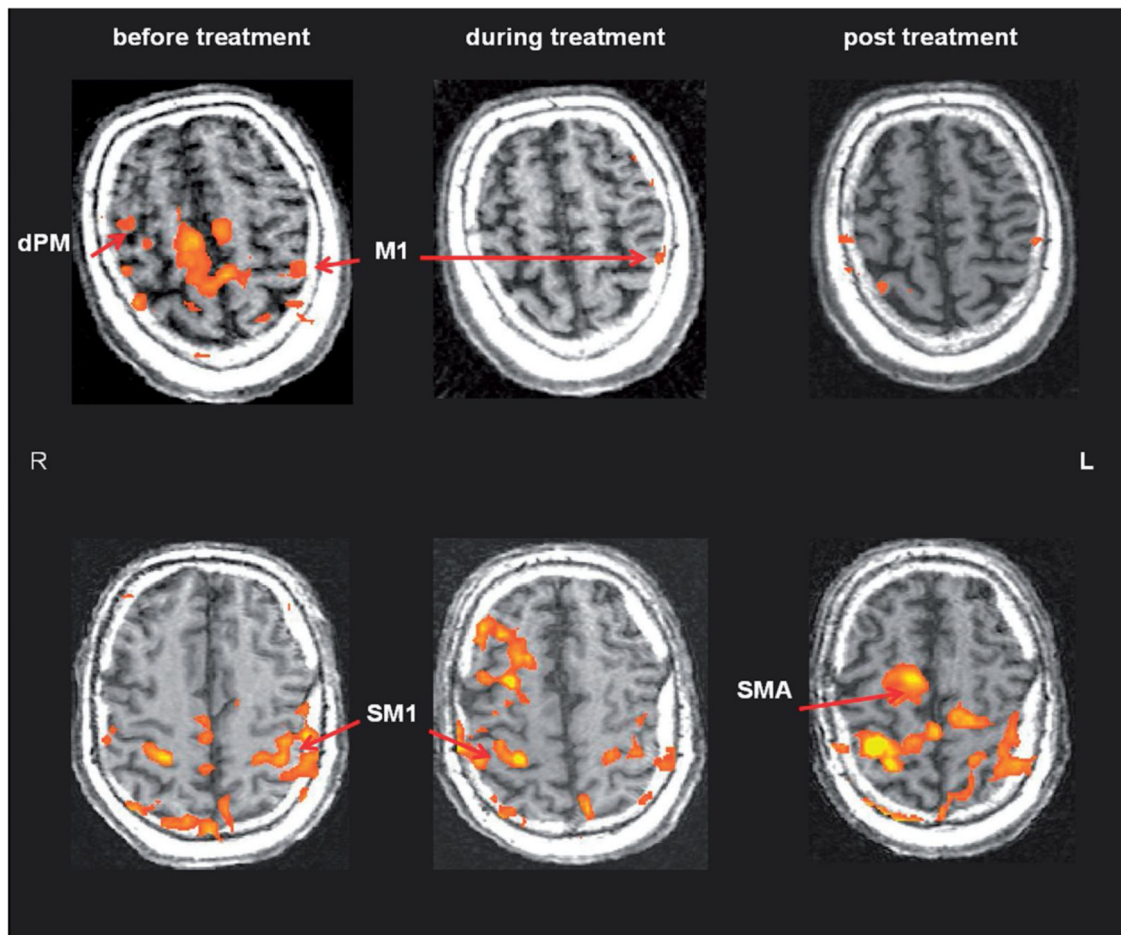 before treatment
during treatment
post treatment
dPM
M1
R
L
SM1
SMA